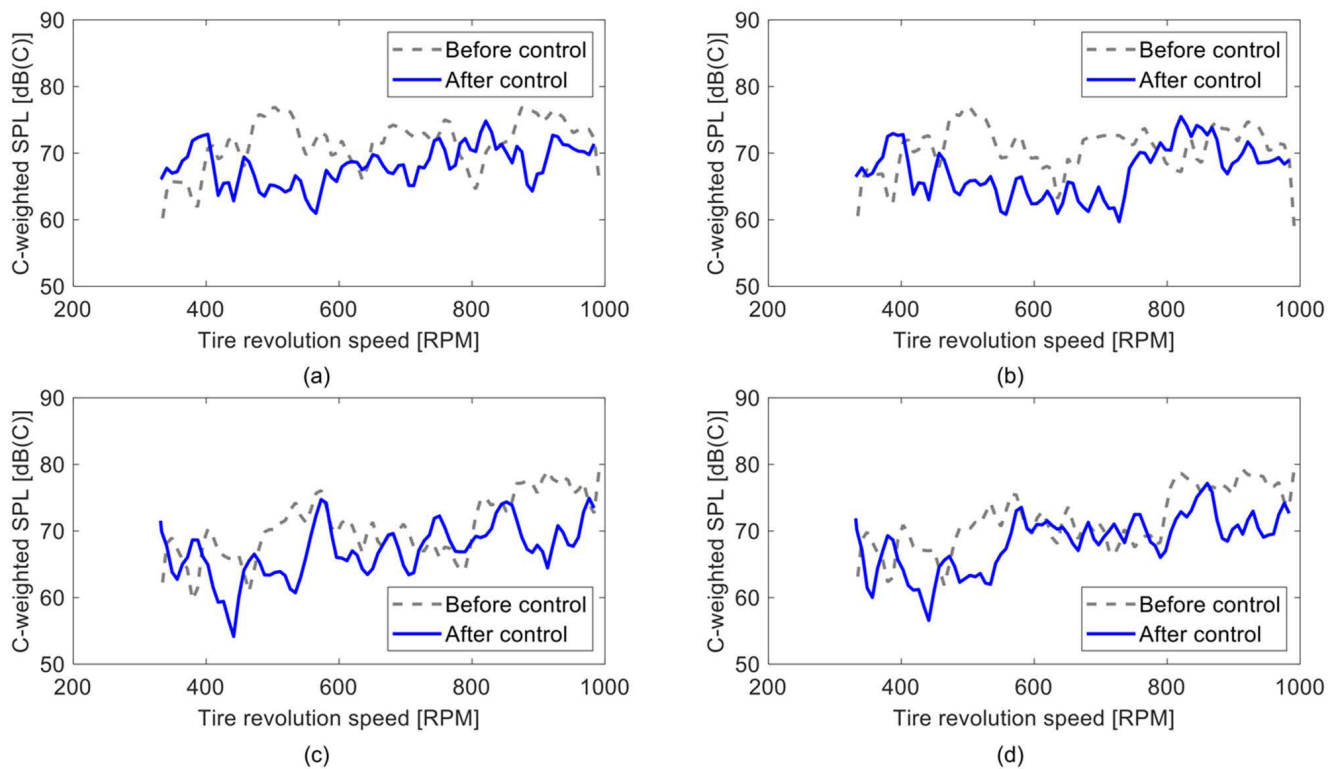 90
80
70
60
50
C-weighted SPL [dB(C)]
Before control
After control
200 400 600 800 1000
Tire revolution speed [RPM]
(a)
90
80
70
60
50
C-weighted SPL [dB(C)]
Before control
After control
200 400 600 800 1000
Tire revolution speed [RPM]
(b)
90
80
70
60
50
C-weighted SPL [dB(C)]
Before control
After control
200 400 600 800 1000
Tire revolution speed [RPM]
(c)
90
80
70
60
50
C-weighted SPL [dB(C)]
Before control
After control
200 400 600 800 1000
Tire revolution speed [RPM]
(d)